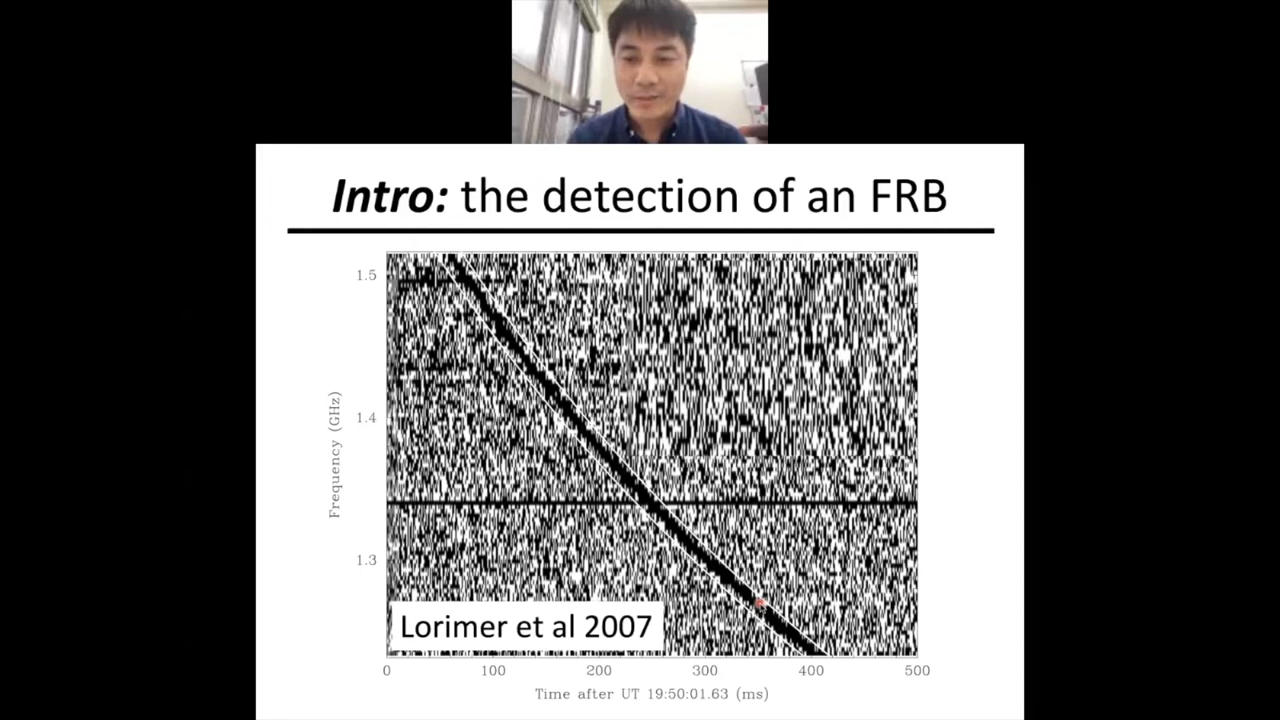 Intro: the detection of an FRB
1.5
1.4
1.3
Frequency (GHz)
Lorimer et al 2007
0 100 200 300 400 500
Time after UT 19:50:01.63 (ms)